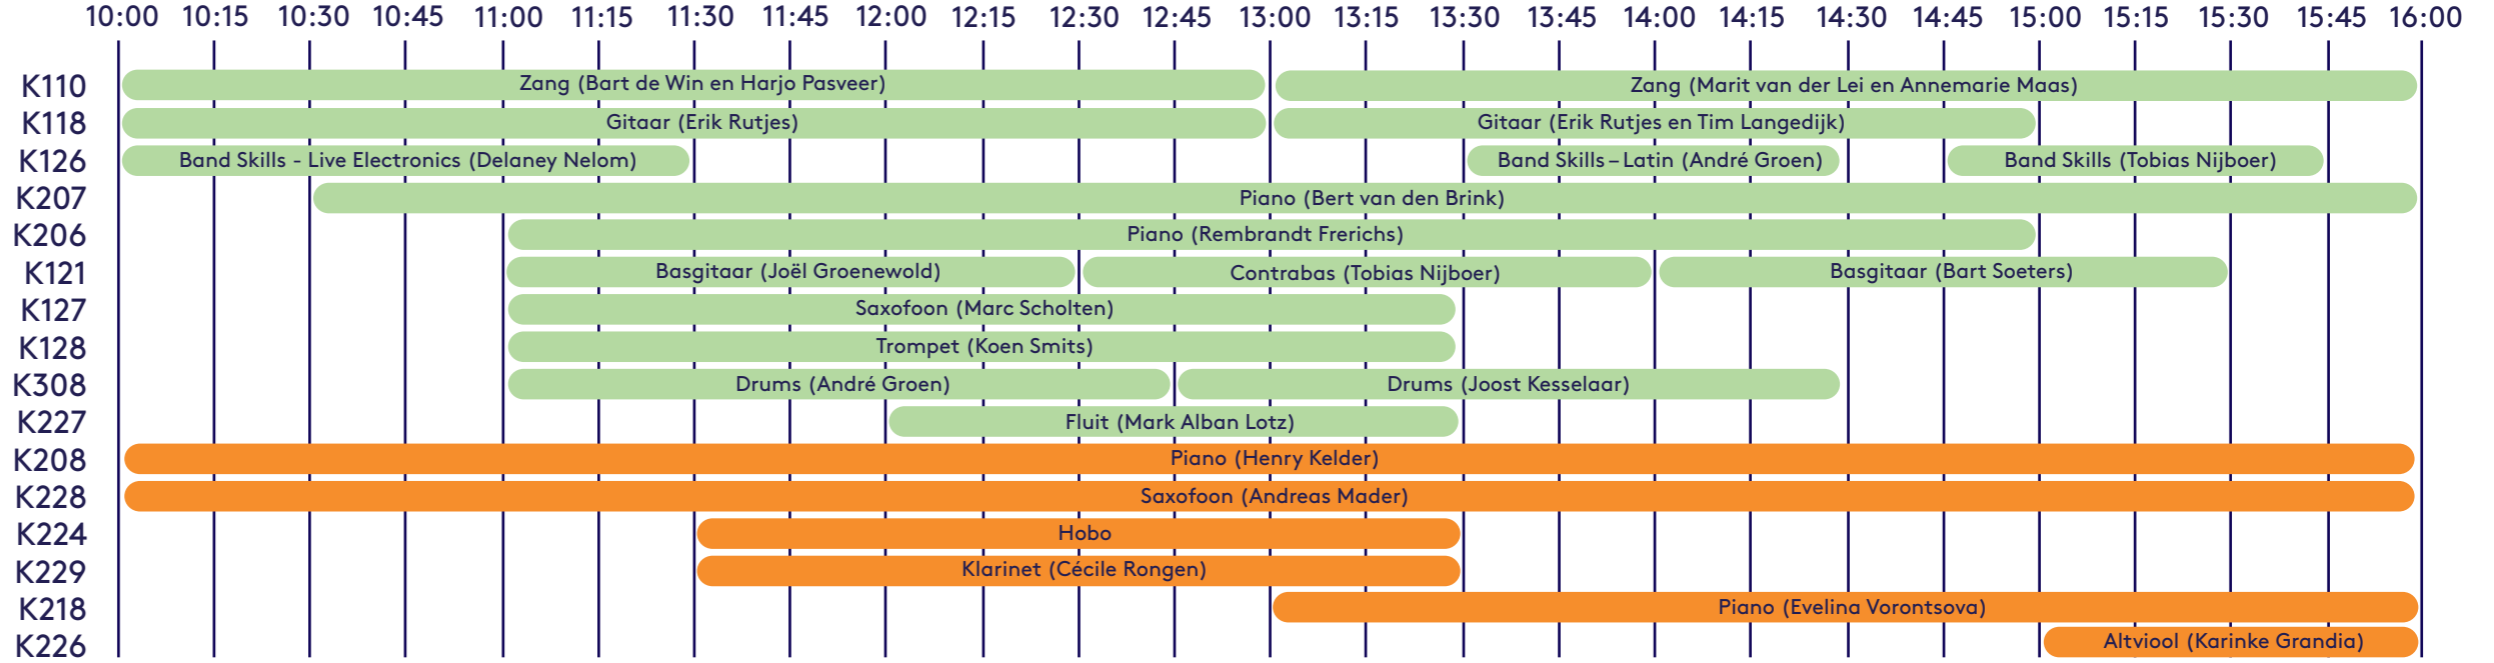 10:00 10:15 10:30 10:45 11:00 11:15 11:30 11:45 12:00 12:15 12:30 12:45 13:00 13:15 13:30 13:45 14:00 14:15 14:30 14:45 15:00 15:15 15:30 15:45 16:00
K110 Zang (Bart de Win en Harjo Pasveer) Zang (Marit van der Lei en Annemarie Maas)
K118 Gitaar (Erik Rutjes) Gitaar (Erik Rutjes en Tim Langedijk)
K126 Band Skills - Live Electronics (Delaney Nelom) Band Skills – Latin (André Groen) Band Skills (Tobias Nijboer)
K207 Piano (Bert van den Brink)
K206 Piano (Rembrandt Frerichs)
K121 Basgitaar (Joël Groenewold) Contrabas (Tobias Nijboer) Basgitaar (Bart Soeters)
K127 Saxofoon (Marc Scholten)
K128 Trompet (Koen Smits)
K308 Drums (André Groen) Drums (Joost Kesselaar)
K227 Fluit (Mark Alban Lotz)
K208 Piano (Henry Kelder)
K228 Saxofoon (Andreas Mader)
K224 Hobo
K229 Klarinet (Cécile Rongen)
K218 Piano (Evelina Vorontsova)
K226 Altviool (Karinke Grandia)